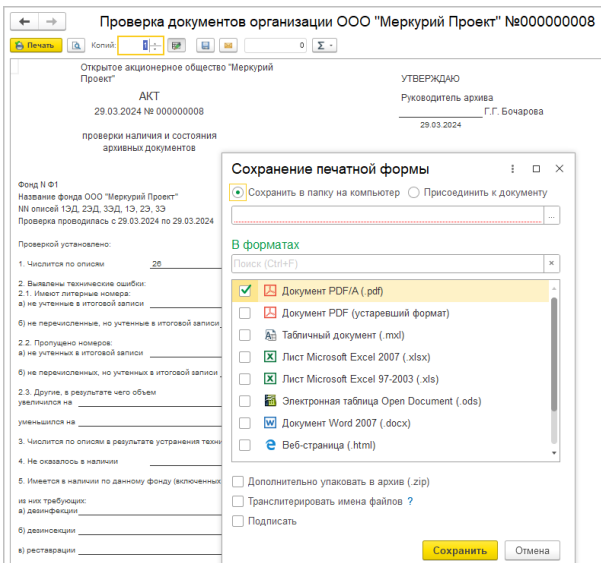 Проверка документов организации ООО "Меркурий Проект" №000000008
Печать
Копий:
1
0
Σ
Открытое акционерное общество "Меркурий
Проект"
УТВЕРЖДАЮ
АКТ
Руководитель архива
29.03.2024 № 000000008
Г.Г. Бочарова
29.03.2024
проверки наличия и состояния
архивных документов
Фонд N Ф1
Название фонда ООО "Меркурий Проект"
NN описей 1ЭД, 2ЭД, 3ЭД, 1Э, 2Э, 3Э
Проверка проводилась с 29.03.2024 по 29.03.2024
Проверкой установлено:
1. Числится по описям 26
2. Выявлены технические ошибки:
2.1. Имеют литерные номера:
а) не учтенные в итоговой записи
б) не перечисленные, но учтенные в итоговой записи
2.2. Пропущено номеров:
а) не учтенных в итоговой записи
б) не перечисленных, но учтенных в итоговой записи
2.3. Другие, в результате чего объем
увеличился на
уменьшился на
3. Числится по описям в результате устранения техни
4. Не оказалось в наличии
5. Имеется в наличии по данному фонду (включенных
из них требующих:
а) дезинфекции
б) дезинсекции
в) реставрации
Сохранение печатной формы
Сохранить в папку на компьютер
Присоединить к документу
...
В форматах
Поиск (Ctrl+F)
×
Документ PDF/A (.pdf)
Документ PDF (устаревший формат)
Табличный документ (.mxl)
Лист Microsoft Excel 2007 (.xlsx)
Лист Microsoft Excel 97-2003 (.xls)
Электронная таблица Open Document (.ods)
Документ Word 2007 (.docx)
Веб-страница (.html)
Дополнительно упаковать в архив (.zip)
Транслитерировать имена файлов ?
Подписать
Сохранить
Отмена